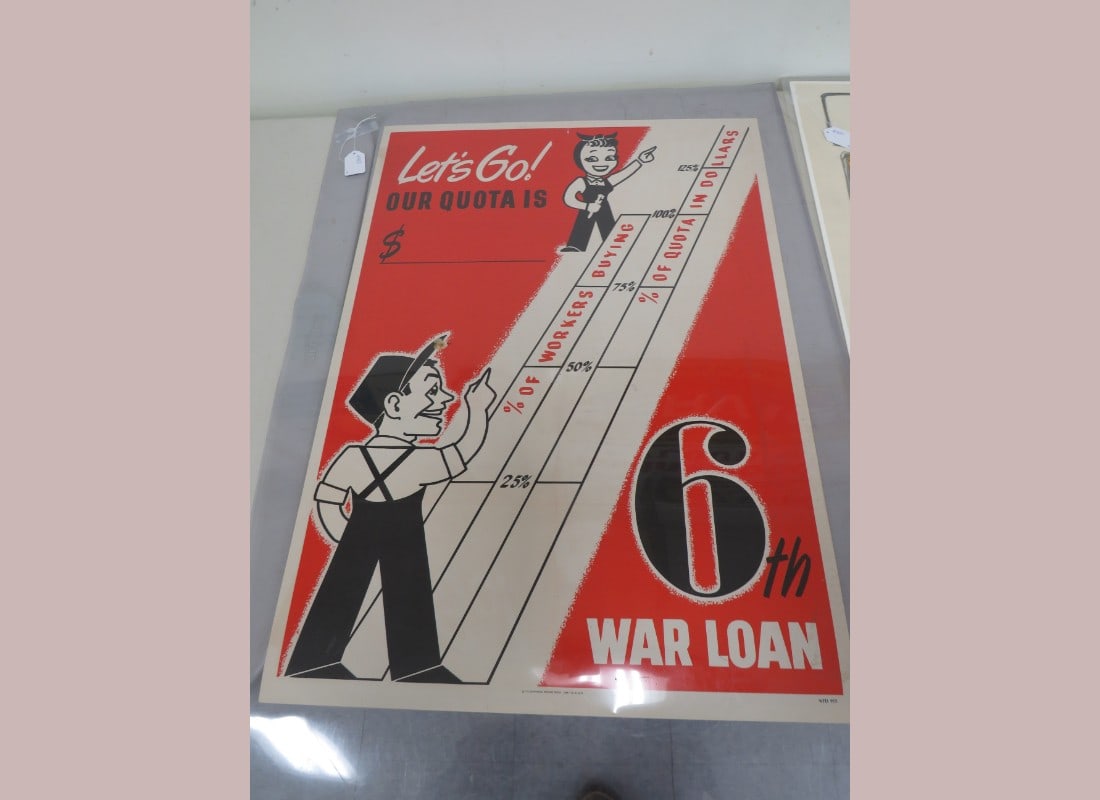 Let's Go!
OUR QUOTA IS
$
125%
100%
75%
50%
25%
% OF WORKERS BUYING
% OF QUOTA IN DOLLARS
6th
WAR LOAN